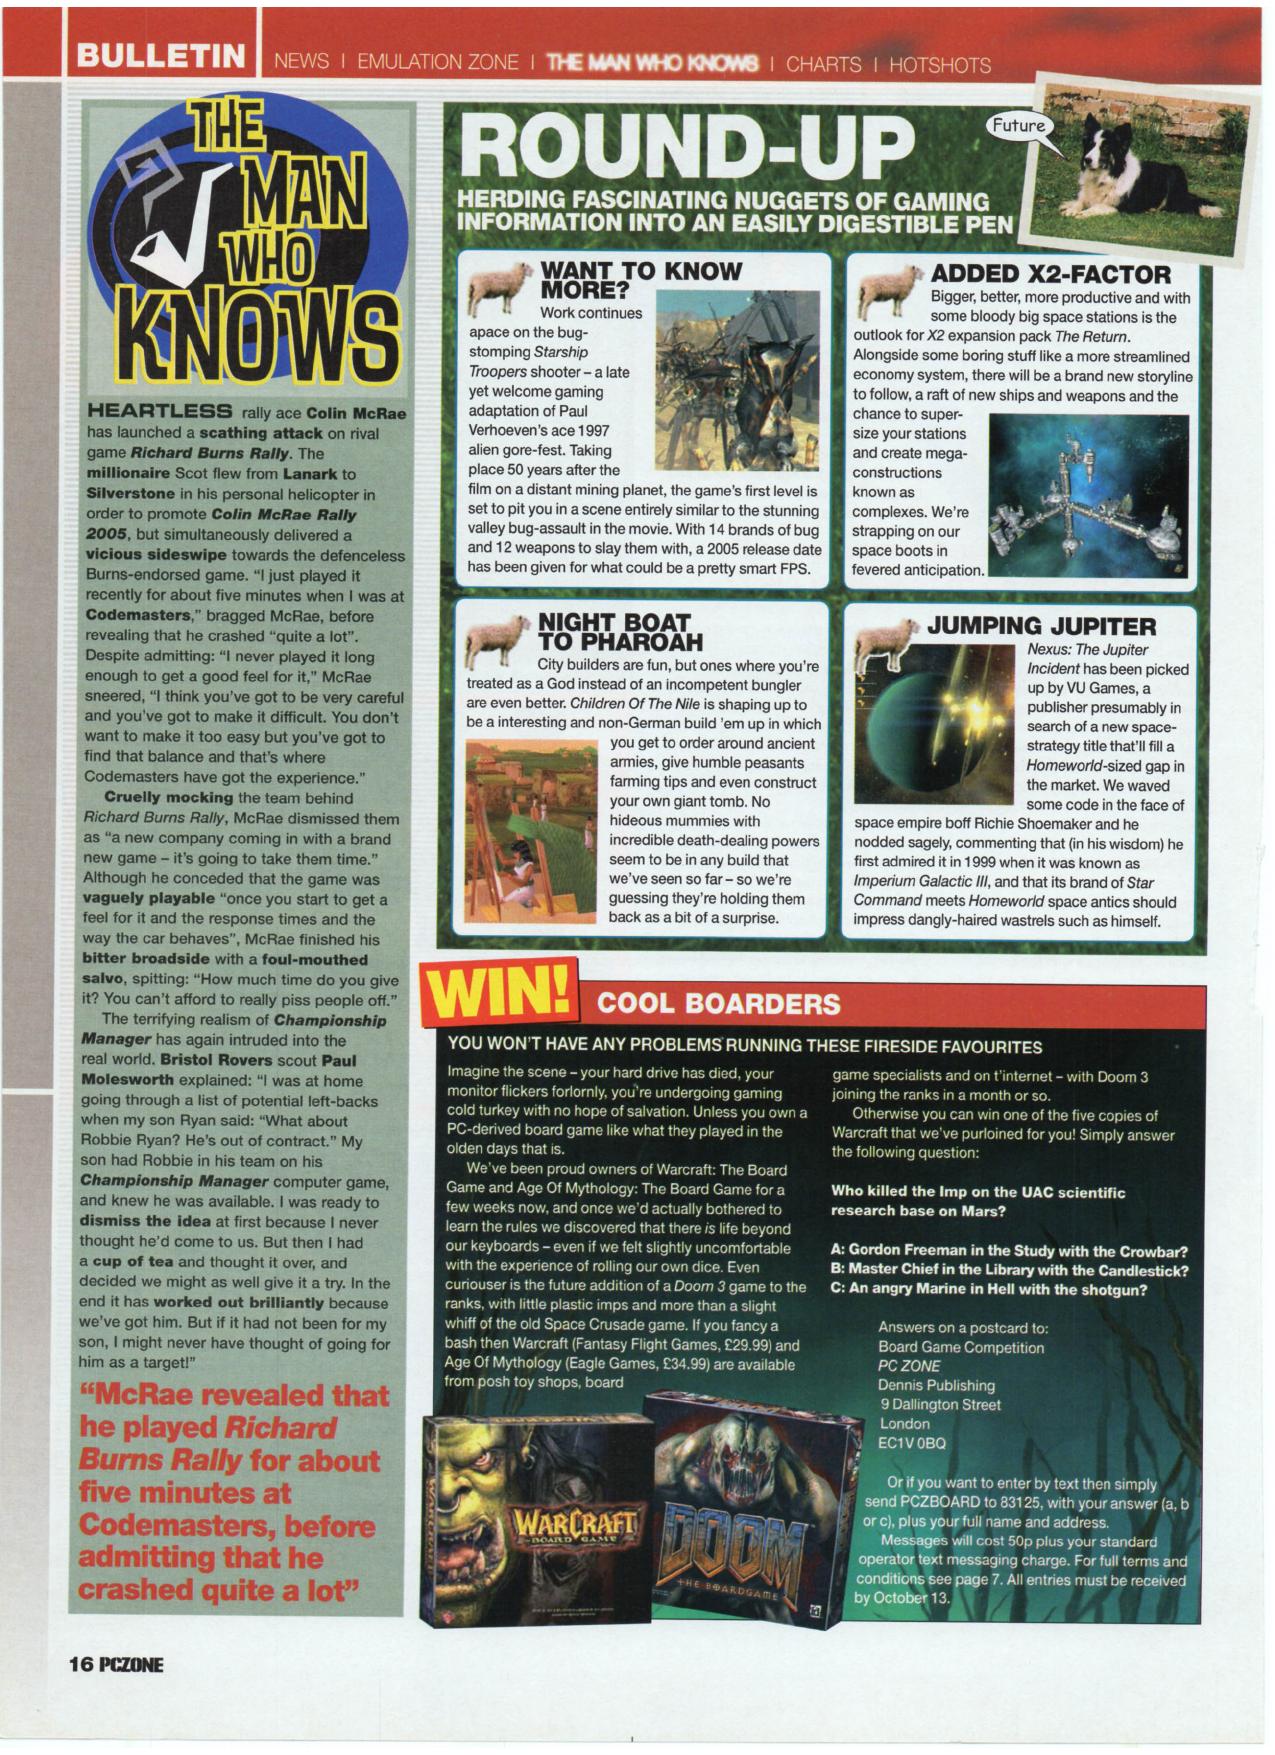 BULLETIN
NEWS | EMULATION ZONE | THE MAN WHO KNOWS | CHARTS | HOTSHOTS
THE
MAN
WHO
KNOWS
HEARTLESS rally ace Colin McRae
has launched a scathing attack on rival
game Richard Burns Rally. The
millionaire Scot flew from Lanark to
Silverstone in his personal helicopter in
order to promote Colin McRae Rally
2005, but simultaneously delivered a
vicious sideswipe towards the defenceless
Burns-endorsed game. “I just played it
recently for about five minutes when I was at
Codemasters,” bragged McRae, before
revealing that he crashed “quite a lot”.
Despite admitting: “I never played it long
enough to get a good feel for it,” McRae
sneered, “I think you’ve got to be very careful
and you’ve got to make it difficult. You don’t
want to make it too easy but you’ve got to
find that balance and that’s where
Codemasters have got the experience.”
Cruelly mocking the team behind
Richard Burns Rally, McRae dismissed them
as “a new company coming in with a brand
new game – it’s going to take them time.”
Although he conceded that the game was
vaguely playable “once you start to get a
feel for it and the response times and the
way the car behaves”, McRae finished his
bitter broadside with a foul-mouthed
salvo, spitting: “How much time do you give
it? You can’t afford to really piss people off.”
The terrifying realism of Championship
Manager has again intruded into the
real world. Bristol Rovers scout Paul
Molesworth explained: “I was at home
going through a list of potential left-backs
when my son Ryan said: “What about
Robbie Ryan? He’s out of contract.” My
son had Robbie in his team on his
Championship Manager computer game,
and knew he was available. I was ready to
dismiss the idea at first because I never
thought he’d come to us. But then I had
a cup of tea and thought it over, and
decided we might as well give it a try. In the
end it has worked out brilliantly because
we’ve got him. But if it had not been for my
son, I might never have thought of going for
him as a target!”
“McRae revealed that
he played Richard
Burns Rally for about
five minutes at
Codemasters, before
admitting that he
crashed quite a lot”
ROUND-UP
HERDING FASCINATING NUGGETS OF GAMING
INFORMATION INTO AN EASILY DIGESTIBLE PEN
Future
WANT TO KNOW
MORE?
Work continues
apace on the bug-
stomping Starship
Troopers shooter – a late
yet welcome gaming
adaptation of Paul
Verhoeven’s ace 1997
alien gore-fest. Taking
place 50 years after the
film on a distant mining planet, the game’s first level is
set to pit you in a scene entirely similar to the stunning
valley bug-assault in the movie. With 14 brands of bug
and 12 weapons to slay them with, a 2005 release date
has been given for what could be a pretty smart FPS.
ADDED X2-FACTOR
Bigger, better, more productive and with
some bloody big space stations is the
outlook for X2 expansion pack The Return.
Alongside some boring stuff like a more streamlined
economy system, there will be a brand new storyline
to follow, a raft of new ships and weapons and the
chance to super-
size your stations
and create mega-
constructions
known as
complexes. We’re
strapping on our
space boots in
fevered anticipation.
NIGHT BOAT
TO PHAROAH
City builders are fun, but ones where you’re
treated as a God instead of an incompetent bungler
are even better. Children Of The Nile is shaping up to
be a interesting and non-German build ’em up in which
you get to order around ancient
armies, give humble peasants
farming tips and even construct
your own giant tomb. No
hideous mummies with
incredible death-dealing powers
seem to be in any build that
we’ve seen so far – so we’re
guessing they’re holding them
back as a bit of a surprise.
JUMPING JUPITER
Nexus: The Jupiter
Incident has been picked
up by VU Games, a
publisher presumably in
search of a new space-
strategy title that’ll fill a
Homeworld-sized gap in
the market. We waved
some code in the face of
space empire boff Richie Shoemaker and he
nodded sagely, commenting that (in his wisdom) he
first admired it in 1999 when it was known as
Imperium Galactic III, and that its brand of Star
Command meets Homeworld space antics should
impress dangly-haired wastrels such as himself.
WIN!
COOL BOARDERS
YOU WON’T HAVE ANY PROBLEMS RUNNING THESE FIRESIDE FAVOURITES
Imagine the scene – your hard drive has died, your
monitor flickers forlornly, you’re undergoing gaming
cold turkey with no hope of salvation. Unless you own a
PC-derived board game like what they played in the
olden days that is.
We’ve been proud owners of Warcraft: The Board
Game and Age Of Mythology: The Board Game for a
few weeks now, and once we’d actually bothered to
learn the rules we discovered that there is life beyond
our keyboards – even if we felt slightly uncomfortable
with the experience of rolling our own dice. Even
curiouser is the future addition of a Doom 3 game to the
ranks, with little plastic imps and more than a slight
whiff of the old Space Crusade game. If you fancy a
bash then Warcraft (Fantasy Flight Games, £29.99) and
Age Of Mythology (Eagle Games, £34.99) are available
from posh toy shops, board
game specialists and on t’internet – with Doom 3
joining the ranks in a month or so.
Otherwise you can win one of the five copies of
Warcraft that we’ve purloined for you! Simply answer
the following question:
Who killed the Imp on the UAC scientific
research base on Mars?
A: Gordon Freeman in the Study with the Crowbar?
B: Master Chief in the Library with the Candlestick?
C: An angry Marine in Hell with the shotgun?
Answers on a postcard to:
Board Game Competition
PC ZONE
Dennis Publishing
9 Dallington Street
London
EC1V 0BQ
Or if you want to enter by text then simply
send PCZBOARD to 83125, with your answer (a, b
or c), plus your full name and address.
Messages will cost 50p plus your standard
operator text messaging charge. For full terms and
conditions see page 7. All entries must be received
by October 13.
WARCRAFT
BOARD GAME
DOOM
THE BOARDGAME
16 PCZONE